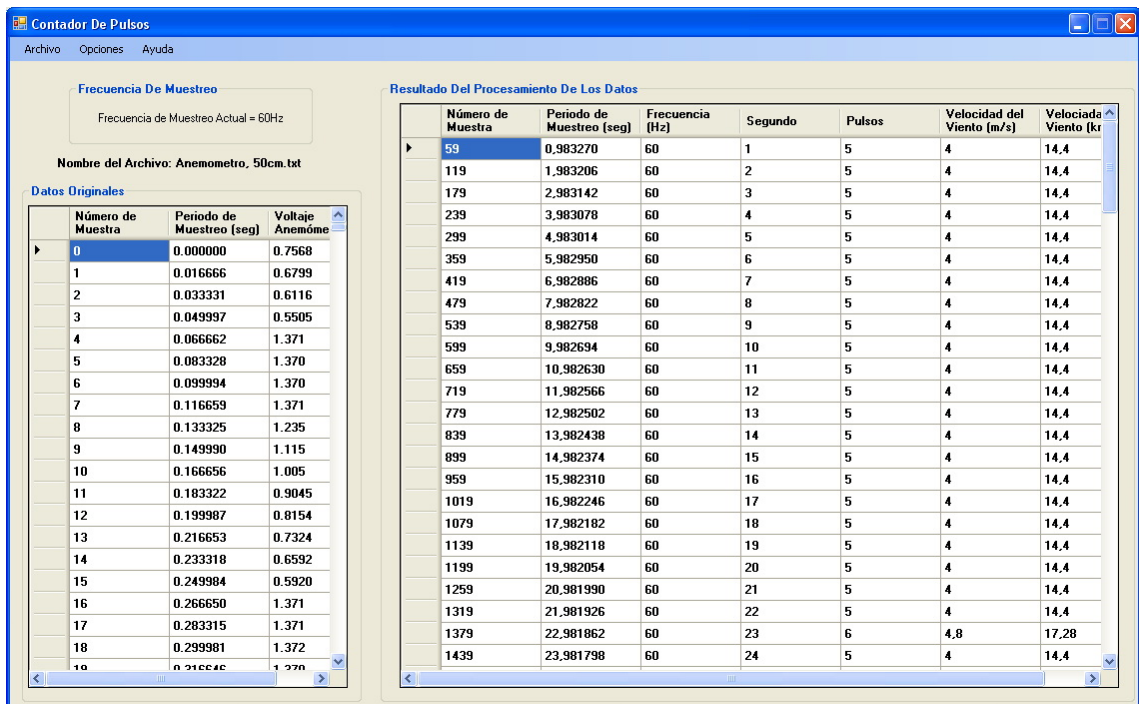 Contador De Pulsos
Archivo Opciones Ayuda
Frecuencia De Muestreo
Frecuencia de Muestreo Actual = 60Hz
Nombre del Archivo: Anemometro, 50cm.txt
Datos Originales
Número de Muestra Periodo de Muestreo (seg) Voltaje
0 0.000000 0.7568
1 0.016666 0.6799
2 0.033331 0.6116
3 0.049997 0.5505
4 0.066662 1.371
5 0.083328 1.370
6 0.099994 1.370
7 0.116659 1.371
8 0.133325 1.235
9 0.149990 1.115
10 0.166656 1.005
11 0.183322 0.9045
12 0.199987 0.8154
13 0.216653 0.7324
14 0.233318 0.6592
15 0.249984 0.5920
16 0.266650 1.371
17 0.283315 1.371
18 0.299981 1.372
Resultado Del Procesamiento De Los Datos
Número de Muestra Periodo de Muestreo (seg) Frecuencia (Hz) Segundo Pulsos Velocidad del Viento (m/s) Viento
59 0,983270 60 1 5 4 14,4
119 1,983206 60 2 5 4 14,4
179 2,983142 60 3 5 4 14,4
239 3,983078 60 4 5 4 14,4
299 4,983014 60 5 5 4 14,4
359 5,982950 60 6 5 4 14,4
419 6,982886 60 7 5 4 14,4
479 7,982822 60 8 5 4 14,4
539 8,982758 60 9 5 4 14,4
599 9,982694 60 10 5 4 14,4
659 10,982630 60 11 5 4 14,4
719 11,982566 60 12 5 4 14,4
779 12,982502 60 13 5 4 14,4
839 13,982438 60 14 5 4 14,4
899 14,982374 60 15 5 4 14,4
959 15,982310 60 16 5 4 14,4
1019 16,982246 60 17 5 4 14,4
1079 17,982182 60 18 5 4 14,4
1139 18,982118 60 19 5 4 14,4
1199 19,982054 60 20 5 4 14,4
1259 20,981990 60 21 5 4 14,4
1319 21,981926 60 22 5 4 14,4
1379 22,981862 60 23 6 4,8 17,28
1439 23,981798 60 24 5 4 14,4